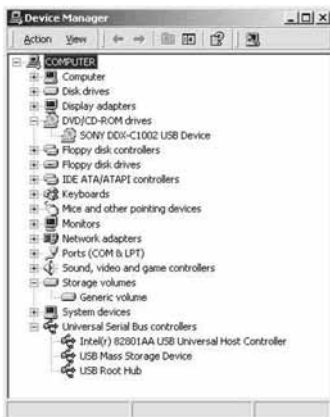 Device Manager
Action View
COMPUTER
Computer
Disk drives
Display adapters
DVD/CD-ROM drives
SONY DDX-C1002 USB Device
Floppy disk controllers
Floppy disk drives
IDE ATA/ATAPI controllers
Keyboards
Mice and other pointing devices
Monitors
Network adapters
Ports (COM & LPT)
Sound, video and game controllers
Storage volumes
Generic volume
System devices
Universal Serial Bus controllers
Intel(r) 82801AA USB Universal Host Controller
USB Mass Storage Device
USB Root Hub